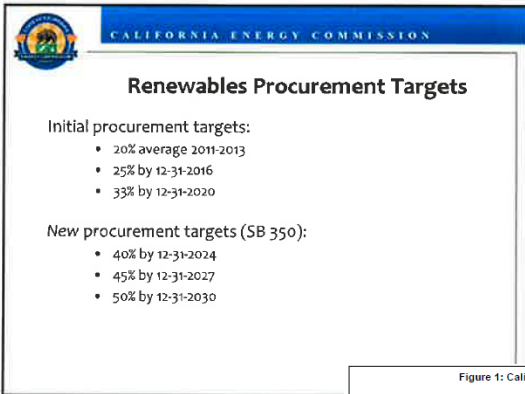 CALIFORNIA ENERGY COMMISSION
Renewables Procurement Targets
Initial procurement targets:
• 20% average 2011-2013
• 25% by 12-31-2016
• 33% by 12-31-2020
New procurement targets (SB 350):
• 40% by 12-31-2024
• 45% by 12-31-2027
• 50% by 12-31-2030
Figure 1: Cali